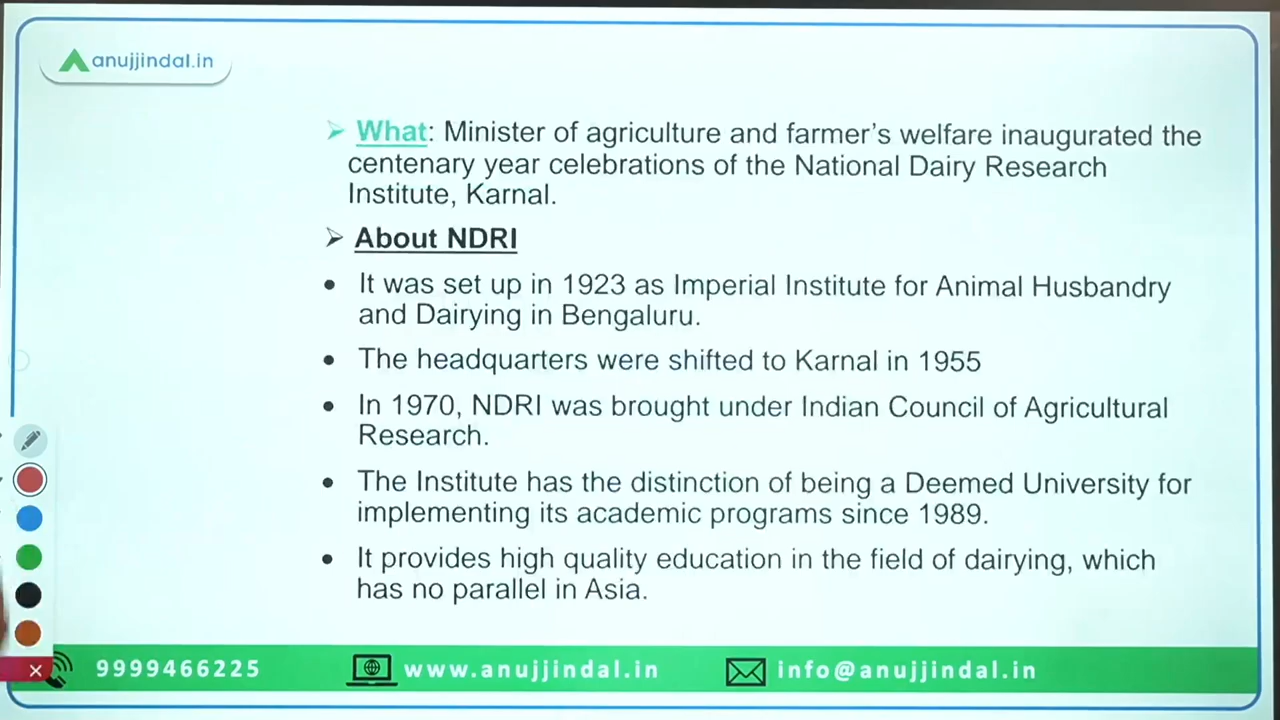 anujjindal.in
➢ What: Minister of agriculture and farmer's welfare inaugurated the
centenary year celebrations of the National Dairy Research
Institute, Karnal.
➢ About NDRI
• It was set up in 1923 as Imperial Institute for Animal Husbandry
and Dairying in Bengaluru.
• The headquarters were shifted to Karnal in 1955
• In 1970, NDRI was brought under Indian Council of Agricultural
Research.
• The Institute has the distinction of being a Deemed University for
implementing its academic programs since 1989.
• It provides high quality education in the field of dairying, which
has no parallel in Asia.
9999466225 www.anujjindal.in info@anujjindal.in